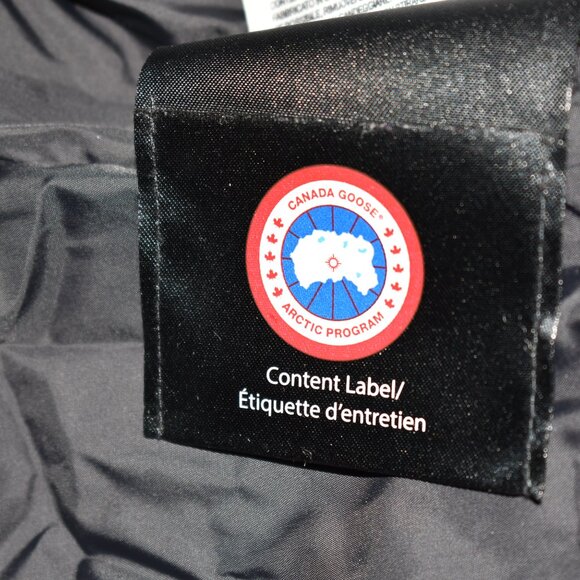 CANADA GOOSE®
ARCTIC PROGRAM
Content Label/
Étiquette d'entretien